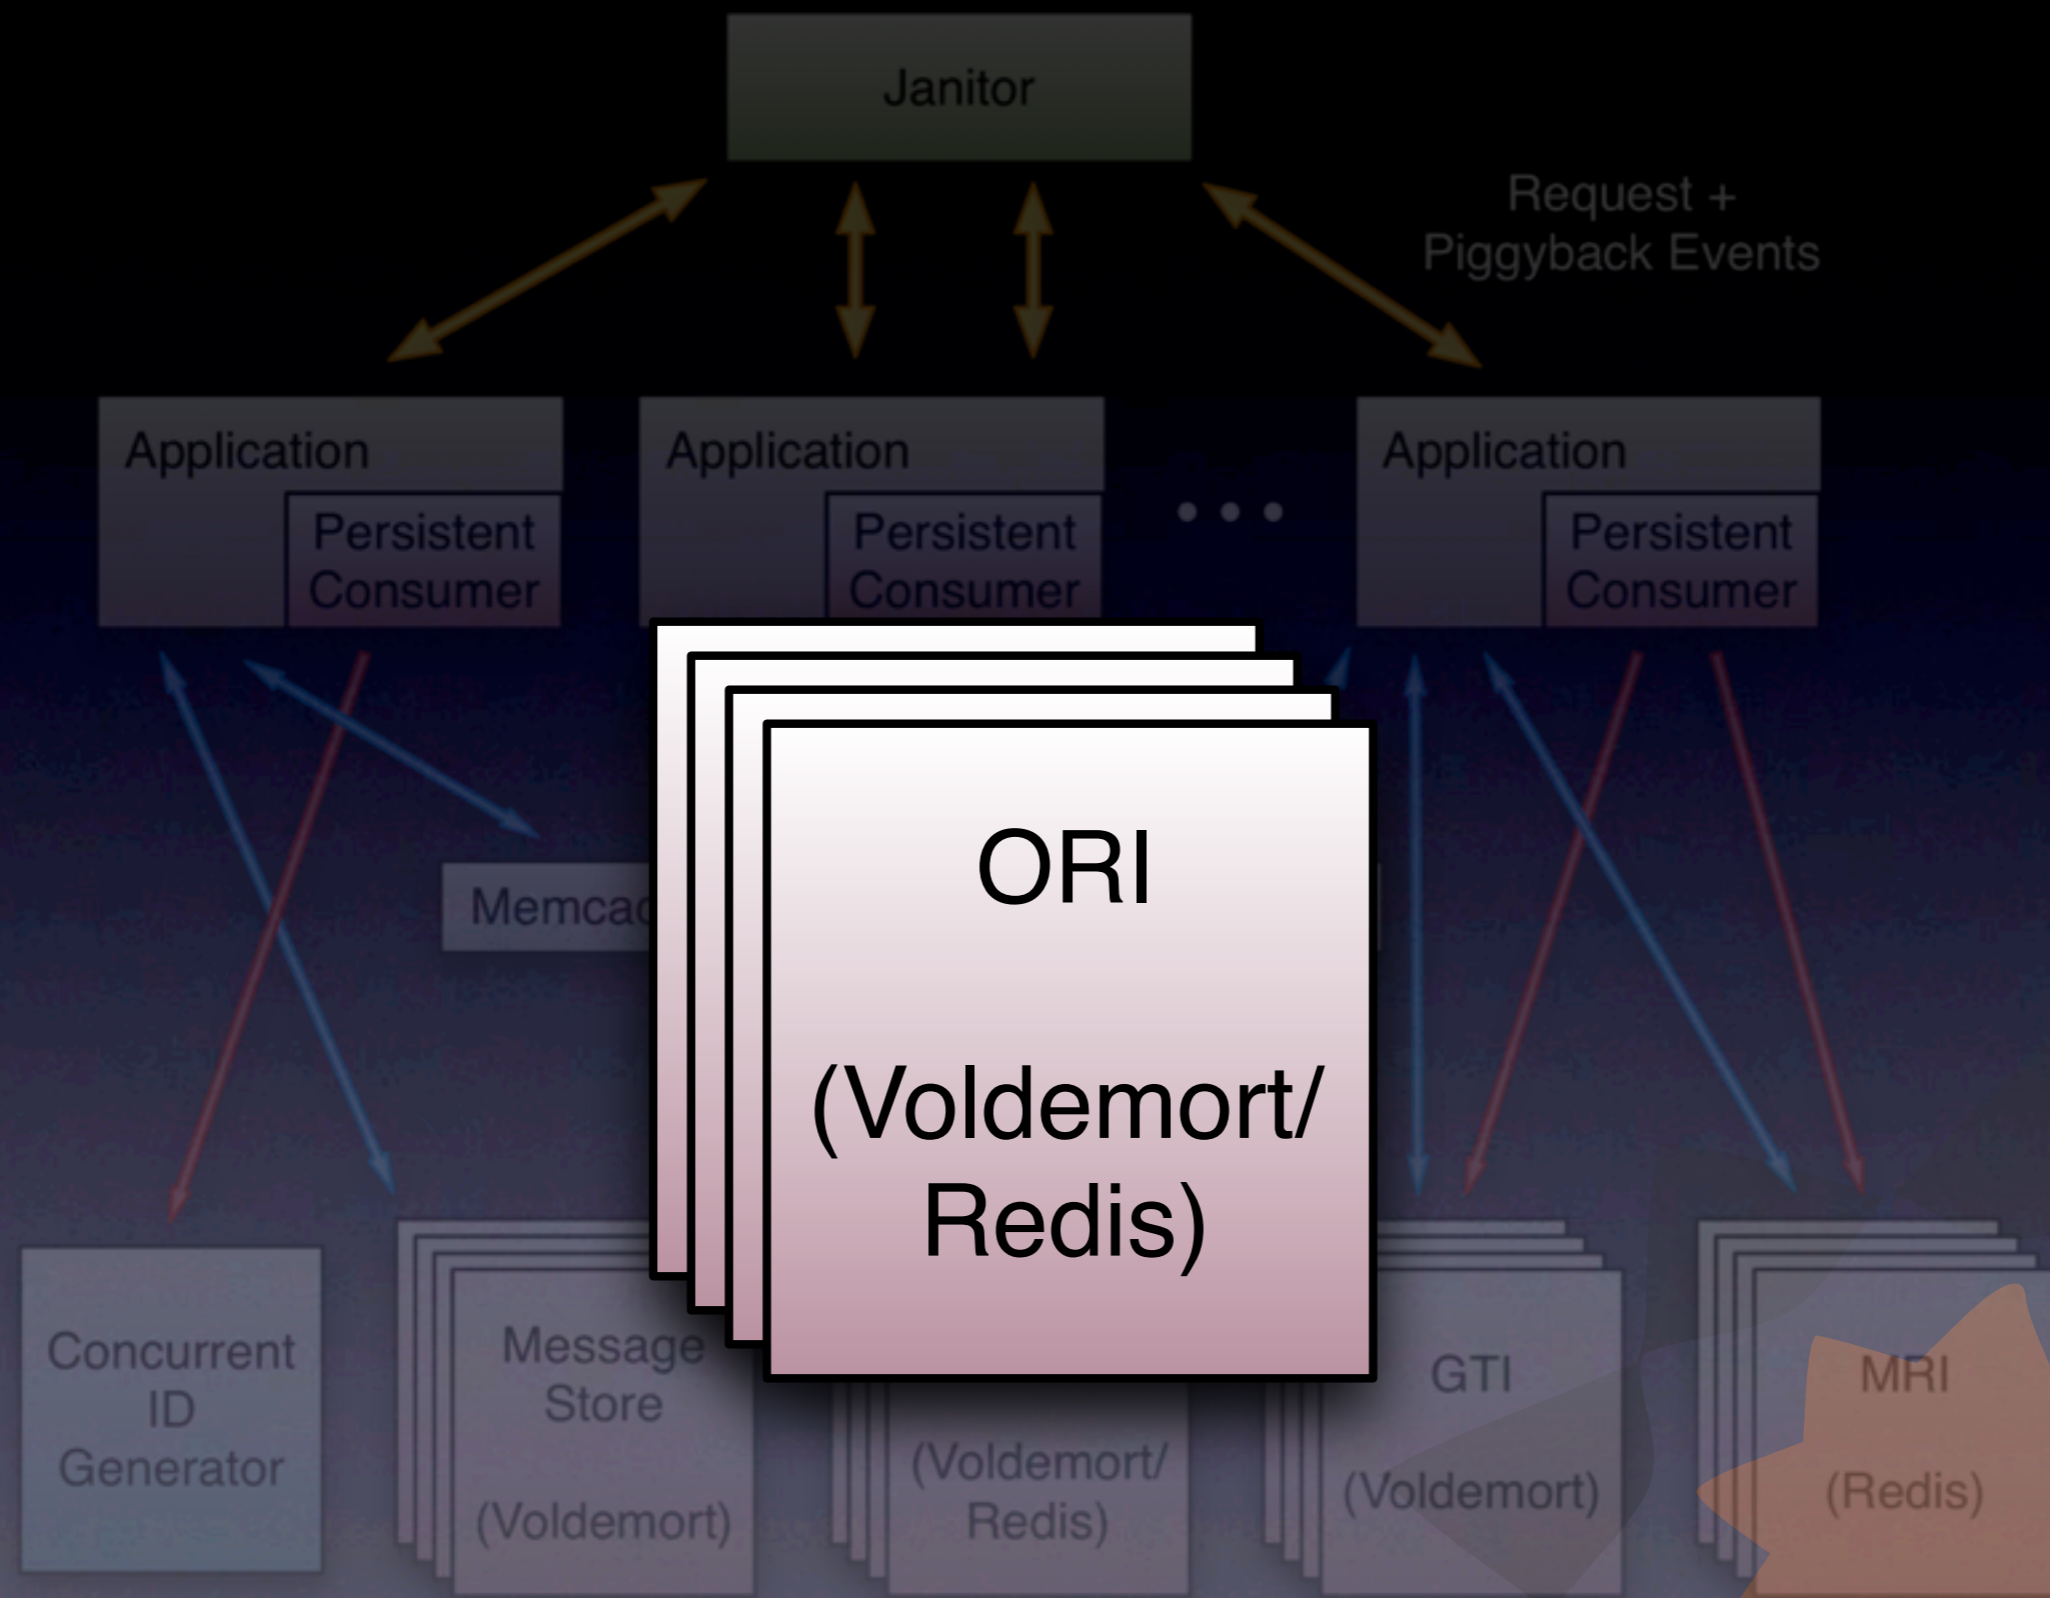 Janitor
Request +
Piggyback Events
Application
Persistent
Consumer
Application
Persistent
Consumer
Application
Persistent
Consumer
ORI
(Voldemort/
Redis)
Concurrent
ID
Generator
Message
Store
(Voldemort)
(Voldemort/
Redis)
GTI
(Voldemort)
MRI
(Redis)